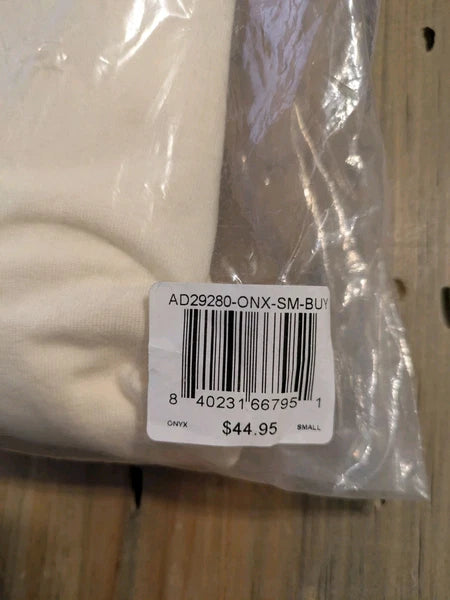 AD29280-ONX-SM-BUY
8 40231 66795 1
ONYX $44.95 SMALL